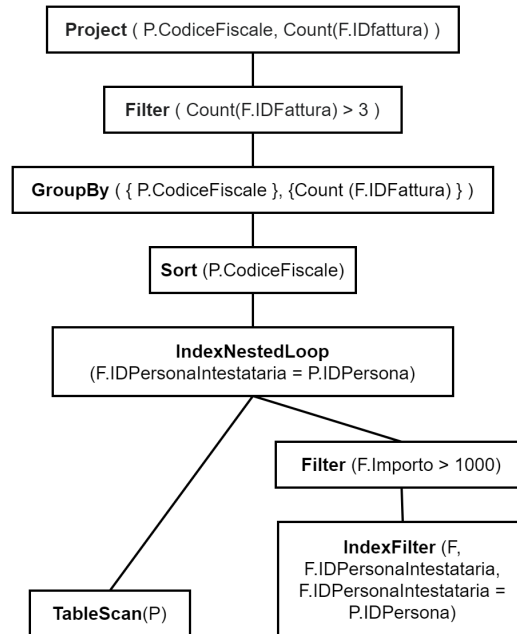 Project ( P.CodiceFiscale, Count(F.IDfattura) )
Filter ( Count(F.IDFattura) > 3 )
GroupBy ( { P.CodiceFiscale }, {Count (F.IDFattura) } )
Sort (P.CodiceFiscale)
IndexNestedLoop
(F.IDPersonaIntestataria = P.IDPersona)
Filter (F.Importo > 1000)
IndexFilter (F,
F.IDPersonaIntestataria,
F.IDPersonaIntestataria =
P.IDPersona)
TableScan(P)